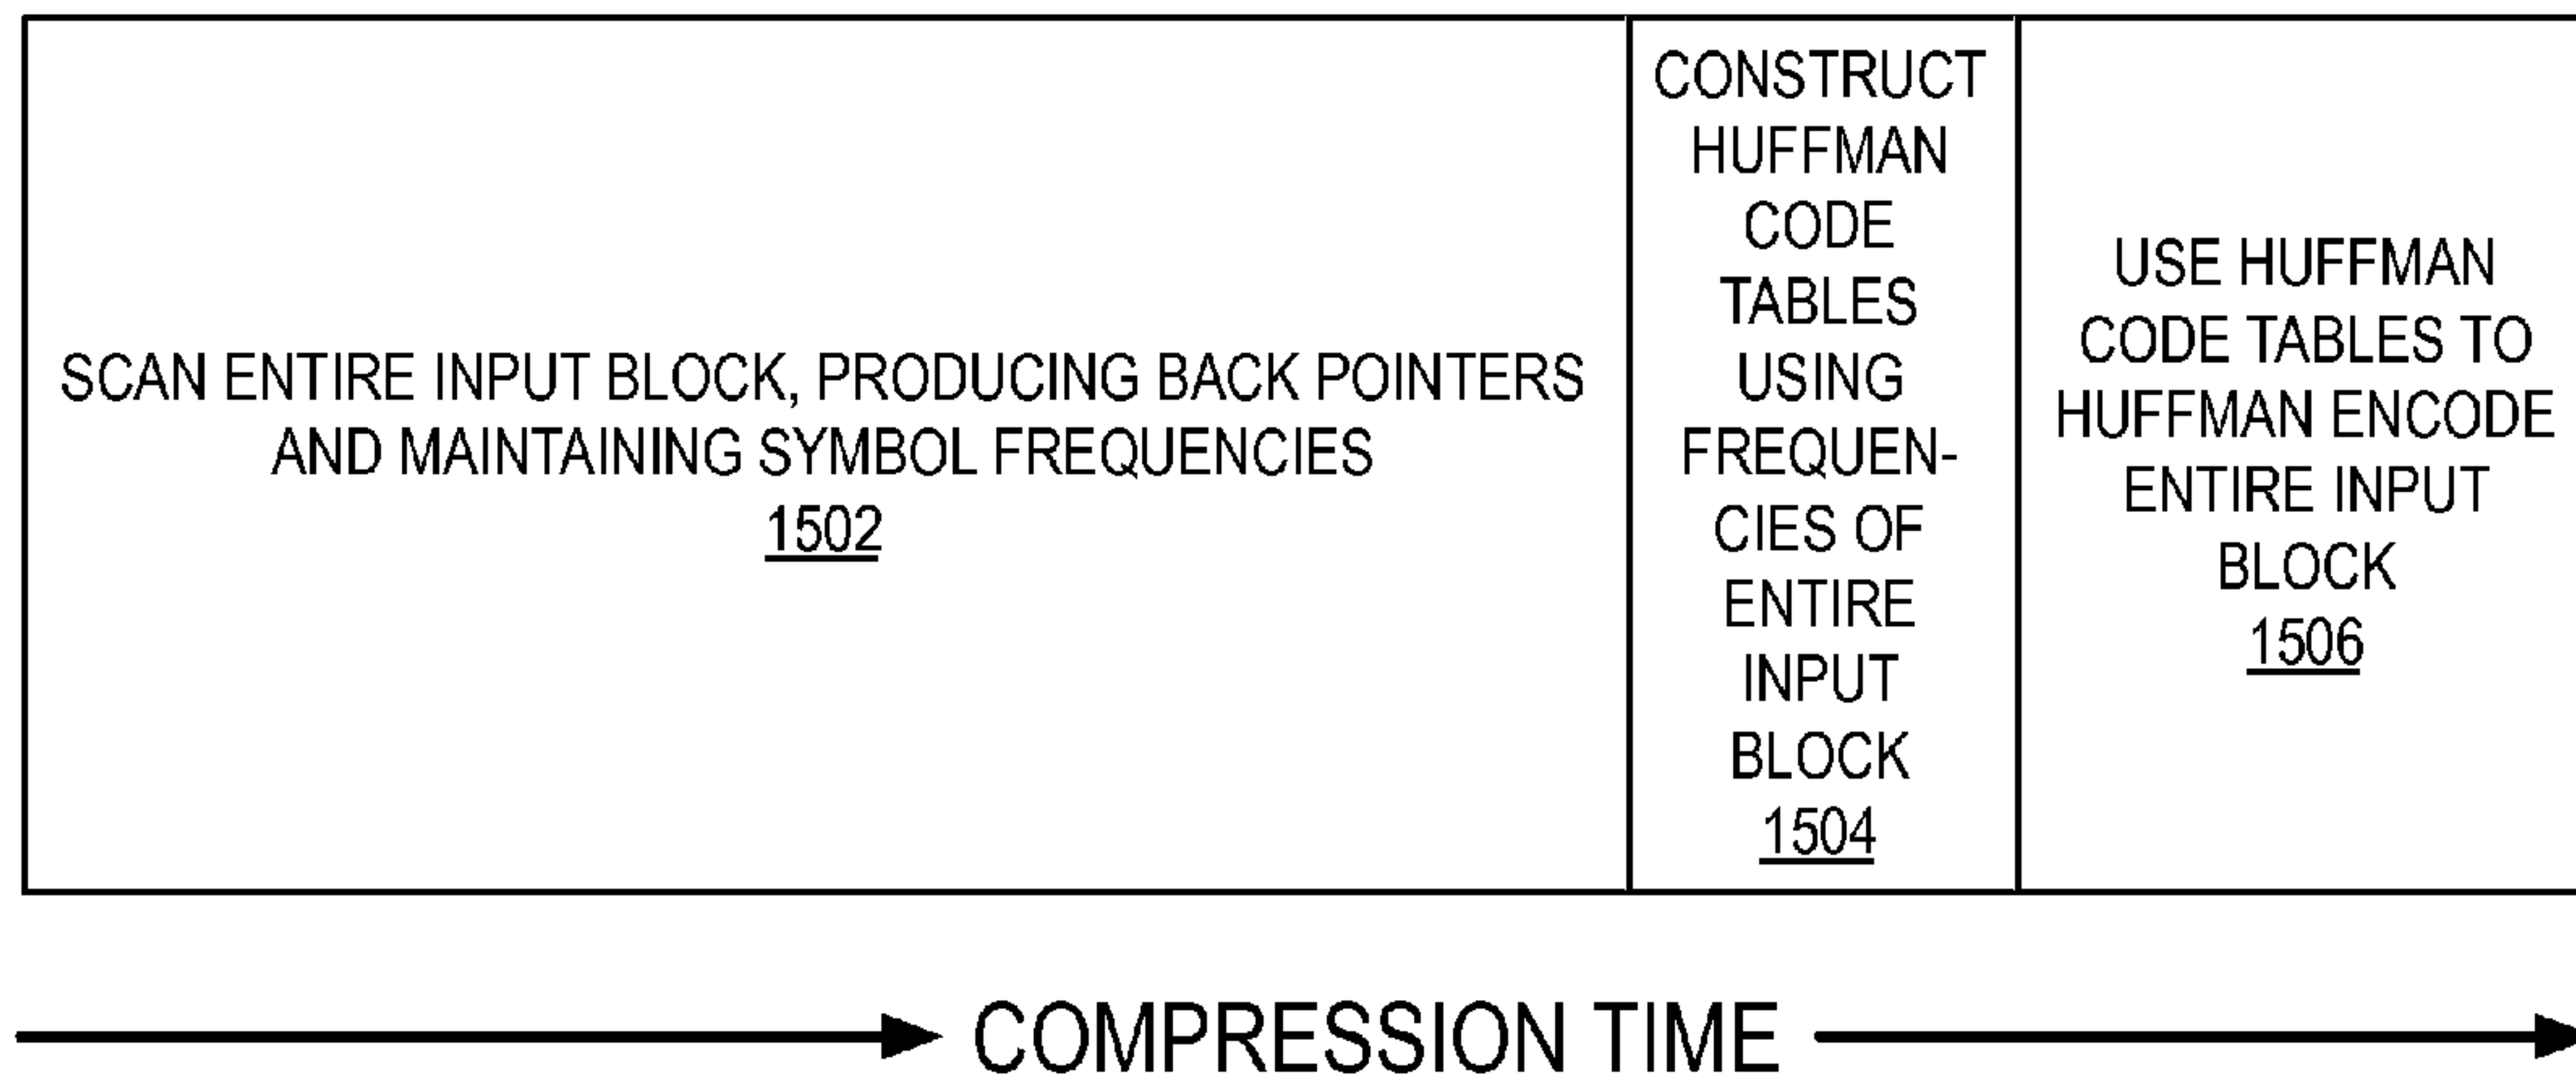 SCAN ENTIRE INPUT BLOCK, PRODUCING BACK POINTERS
AND MAINTAINING SYMBOL FREQUENCIES
1502
CONSTRUCT
HUFFMAN
CODE
TABLES
USING
FREQUEN-
CIES OF
ENTIRE
INPUT
BLOCK
1504
USE HUFFMAN
CODE TABLES TO
HUFFMAN ENCODE
ENTIRE INPUT
BLOCK
1506
COMPRESSION TIME